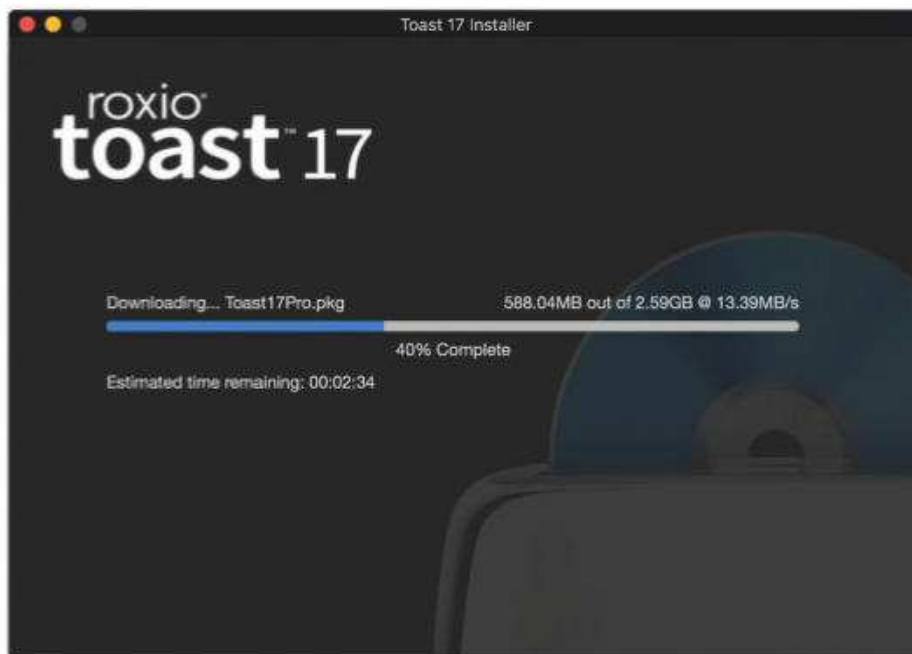 Toast 17 Installer
roxio
toast™ 17
Downloading... Toast17Pro.pkg 588.04MB out of 2.59GB @ 13.39MB/s
40% Complete
Estimated time remaining: 00:02:34